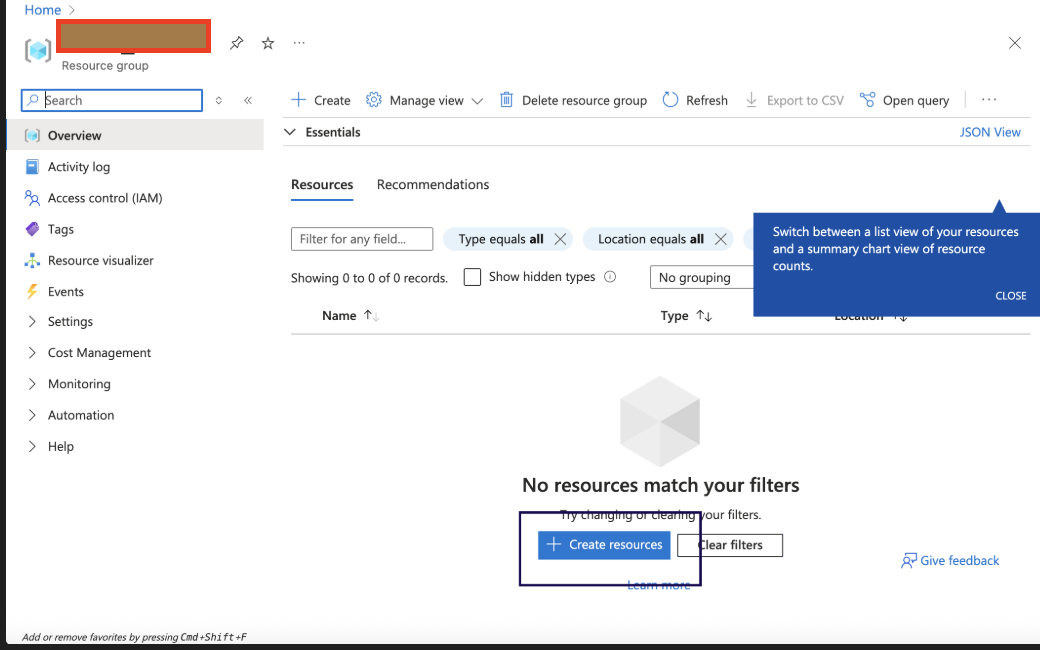 Home >
Resource group
Search
Create Manage view Delete resource group Refresh Export to CSV Open query
Essentials JSON View
Overview
Activity log
Access control (IAM)
Tags
Resource visualizer
Events
Settings
Cost Management
Monitoring
Automation
Help
Resources Recommendations
Filter for any field... Type equals all Location equals all
Switch between a list view of your resources
and a summary chart view of resource
counts.
CLOSE
Showing 0 to 0 of 0 records. Show hidden types No grouping
Name Type Location
No resources match your filters
Try changing or clearing your filters.
Create resources Clear filters
Learn more
Give feedback
Add or remove favorites by pressing Cmd+Shift+F